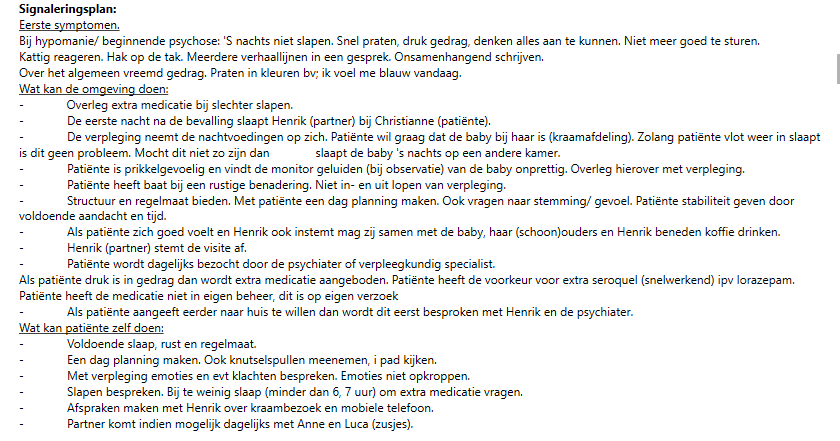 Signaleringsplan:
Eerste symptomen.
Bij hypomanie/ beginnende psychose: 'S nachts niet slapen. Snel praten, druk gedrag, denken alles aan te kunnen. Niet meer goed te sturen.
Kattig reageren. Hak op de tak. Meerdere verhaallijnen in een gesprek. Onsamenhangend schrijven.
Over het algemeen vreemd gedrag. Praten in kleuren bv; ik voel me blauw vandaag.
Wat kan de omgeving doen:
- Overleg extra medicatie bij slechter slapen.
- De eerste nacht na de bevalling slaapt Henrik (partner) bij Christianne (patiënte).
- De verpleging neemt de nachtvoedingen op zich. Patiënte wil graag dat de baby bij haar is (kraamafdeling). Zolang patiënte vlot weer in slaapt
is dit geen probleem. Mocht dit niet zo zijn dan slaapt de baby 's nachts op een andere kamer.
- Patiënte is prikkelgevoelig en vindt de monitor geluiden (bij observatie) van de baby onprettig. Overleg hierover met verpleging.
- Patiënte heeft baat bij een rustige benadering. Niet in- en uit lopen van verpleging.
- Structuur en regelmaat bieden. Met patiënte een dag planning maken. Ook vragen naar stemming/ gevoel. Patiënte stabiliteit geven door
voldoende aandacht en tijd.
- Als patiënte zich goed voelt en Henrik ook instemt mag zij samen met de baby, haar (schoon)ouders en Henrik beneden koffie drinken.
- Henrik (partner) stemt de visite af.
- Patiënte wordt dagelijks bezocht door de psychiater of verpleegkundig specialist.
Als patiënte druk is in gedrag dan wordt extra medicatie aangeboden. Patiënte heeft de voorkeur voor extra seroquel (snelwerkend) ipv lorazepam.
Patiënte heeft de medicatie niet in eigen beheer, dit is op eigen verzoek
- Als patiënte aangeeft eerder naar huis te willen dan wordt dit eerst besproken met Henrik en de psychiater.
Wat kan patiënte zelf doen:
- Voldoende slaap, rust en regelmaat.
- Een dag planning maken. Ook knutselspullen meenemen, i pad kijken.
- Met verpleging emoties en evt klachten bespreken. Emoties niet opkroppen.
- Slapen bespreken. Bij te weinig slaap (minder dan 6, 7 uur) om extra medicatie vragen.
- Afspraken maken met Henrik over kraambezoek en mobiele telefoon.
- Partner komt indien mogelijk dagelijks met Anne en Luca (zusjes).